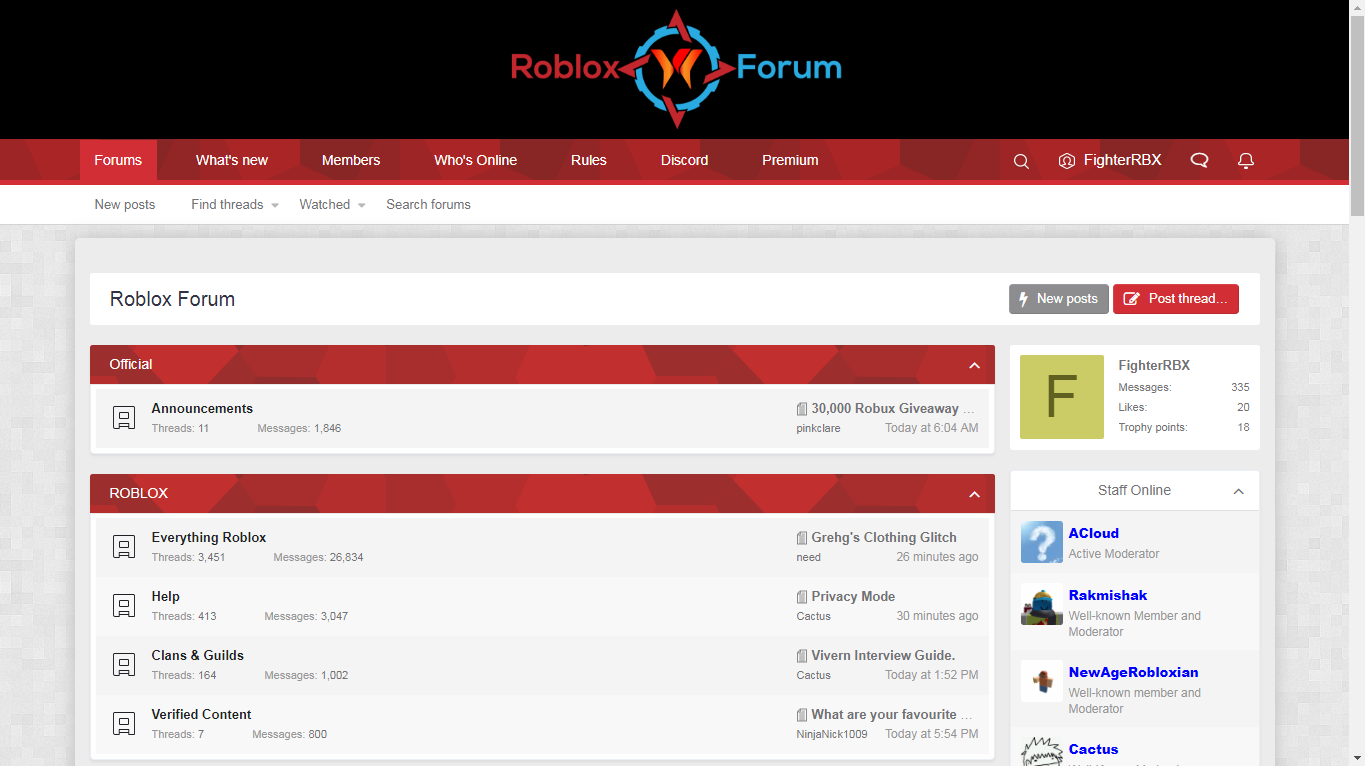 Roblox Forum
Forums What's new Members Who's Online Rules Discord Premium FighterRBX
New posts Find threads Watched Search forums
Roblox Forum
New posts Post thread...
Official
Announcements
Threads: 11 Messages: 1,846
30,000 Robux Giveaway ...
pinkclare Today at 6:04 AM
ROBLOX
Everything Roblox
Threads: 3,451 Messages: 26,834
Grehg's Clothing Glitch
need 26 minutes ago
Help
Threads: 413 Messages: 3,047
Privacy Mode
Cactus 30 minutes ago
Clans & Guilds
Threads: 164 Messages: 1,002
Vivern Interview Guide.
Cactus Today at 1:52 PM
Verified Content
Threads: 7 Messages: 800
What are your favourite ...
NinjaNick1009 Today at 5:54 PM
F
FighterRBX
Messages: 335
Likes: 20
Trophy points: 18
Staff Online
ACloud
Active Moderator
Rakmishak
Well-known Member and
Moderator
NewAgeRobloxian
Well-known member and
Moderator
Cactus